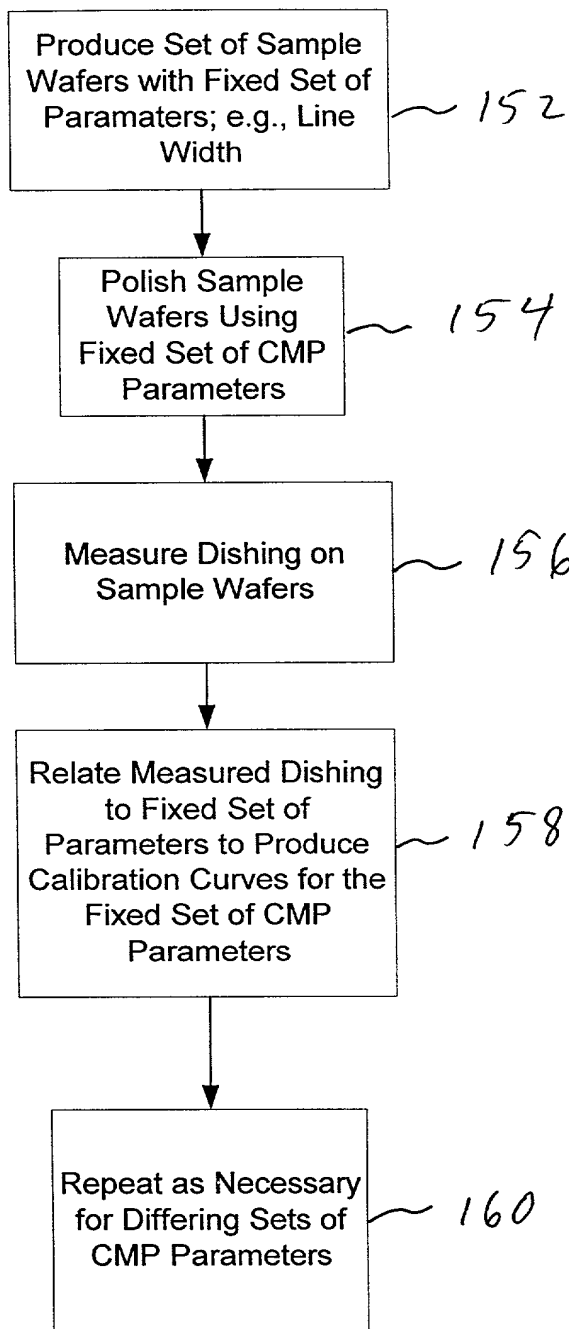 Produce Set of Sample
Wafers with Fixed Set of
Paramaters; e.g., Line
Width
152
Polish Sample
Wafers Using
Fixed Set of CMP
Parameters
154
Measure Dishing on
Sample Wafers
156
Relate Measured Dishing
to Fixed Set of
Parameters to Produce
Calibration Curves for the
Fixed Set of CMP
Parameters
158
Repeat as Necessary
for Differing Sets of
CMP Parameters
160